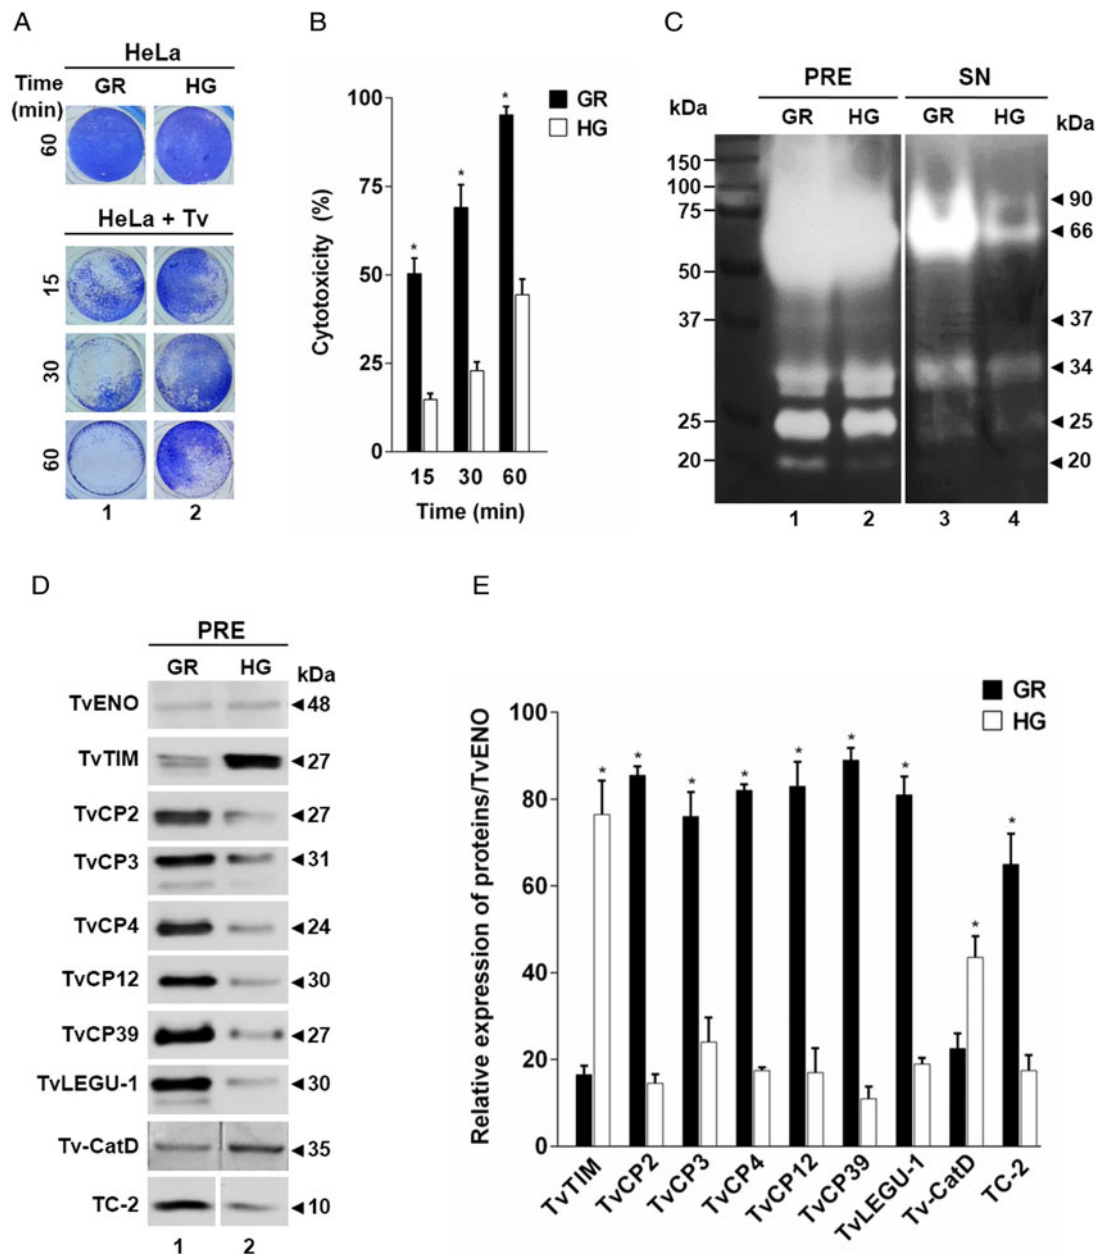 A
HeLa
Time (min)
GR HG
60
HeLa + Tv
15
30
60
1 2
B
GR
HG
Cytotoxicity (%)
100
75
50
25
0
* * *
15 30 60
Time (min)
C
PRE SN
kDa GR HG GR HG kDa
150
100
75
50
37
25
20
90
66
37
34
25
20
1 2 3 4
D
PRE
GR HG kDa
TvENO 48
TvTIM 27
TvCP2 27
TvCP3 31
TvCP4 24
TvCP12 30
TvCP39 27
TvLEGU-1 30
Tv-CatD 35
TC-2 10
1 2
E
GR
HG
Relative expression of proteins/TvENO
100
80
60
40
20
0
* * * * * * * * *
TvTIM TvCP2 TvCP3 TvCP4 TvCP12 TvCP39 TvLEGU-1 Tv-CatD TC-2